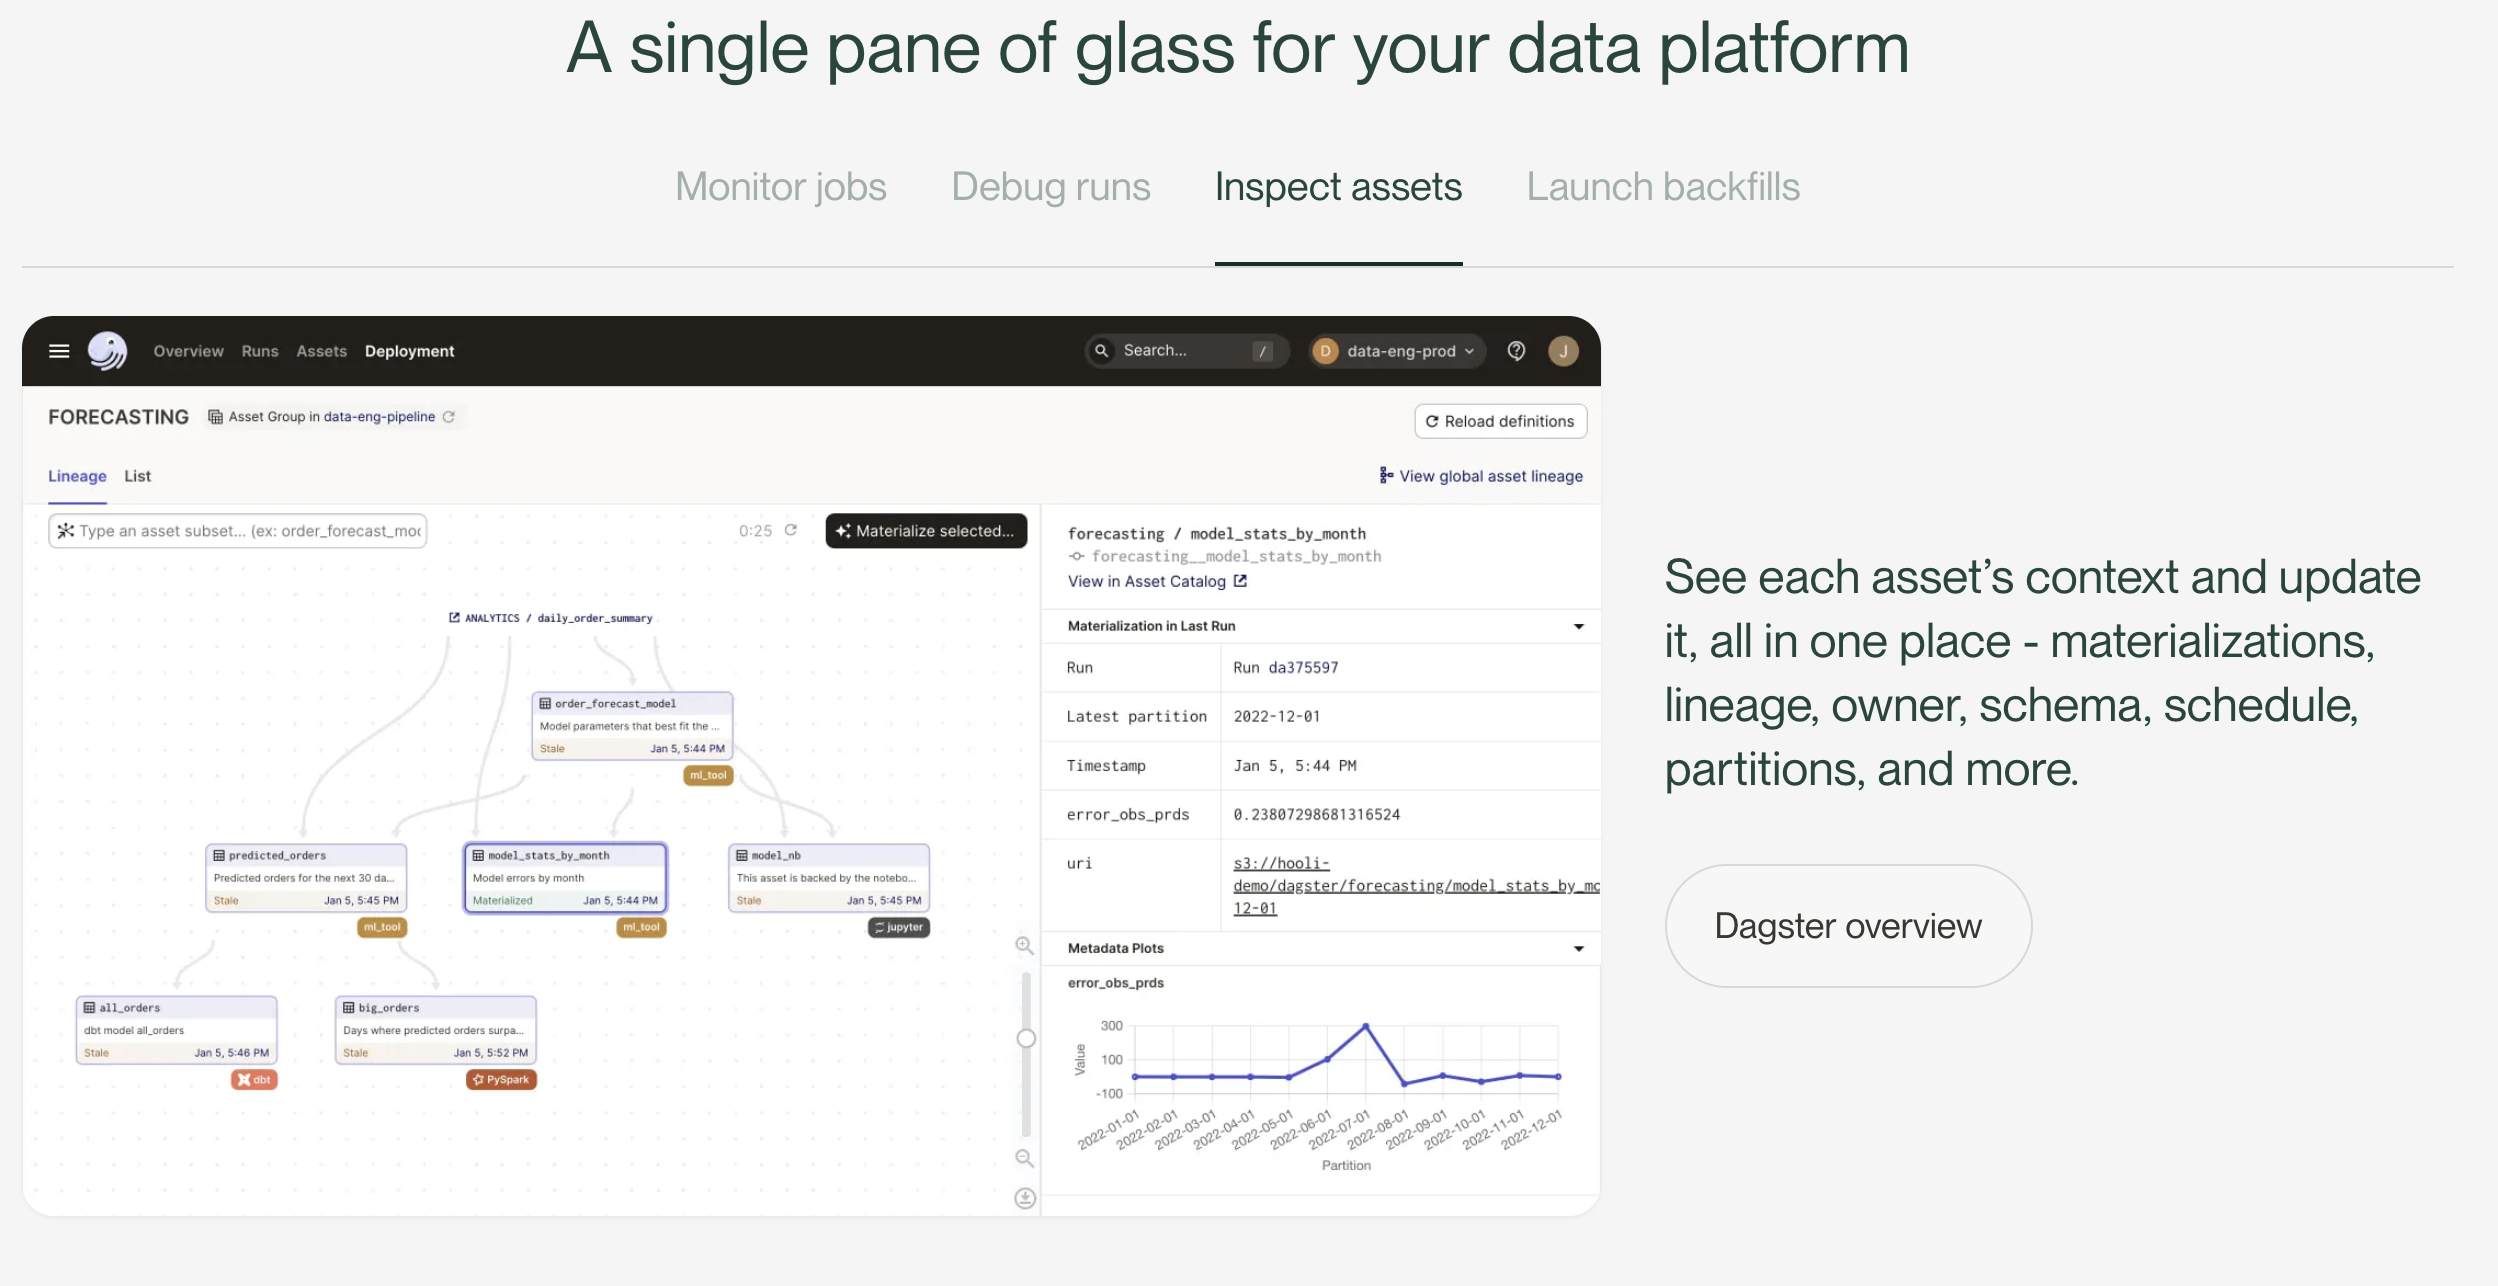 A single pane of glass for your data platform
Monitor jobs
Debug runs
Inspect assets
Launch backfills
Overview
Runs
Assets
Deployment
Search...
/
D
data-eng-prod
J
FORECASTING
Asset Group in data-eng-pipeline
Reload definitions
Lineage
List
View global asset lineage
Type an asset subset... (ex: order_forecast_moc
0:25
Materialize selected...
ANALYTICS / daily_order_summary
order_forecast_model
Model parameters that best fit the ...
Stale
Jan 5, 5:44 PM
ml_tool
predicted_orders
Predicted orders for the next 30 da...
Stale
Jan 5, 5:45 PM
ml_tool
model_stats_by_month
Model errors by month
Materialized
Jan 5, 5:44 PM
ml_tool
model_nb
This asset is backed by the notebo...
Stale
Jan 5, 5:45 PM
jupyter
all_orders
dbt model all_orders
Stale
Jan 5, 5:46 PM
dbt
big_orders
Days where predicted orders surpa...
Stale
Jan 5, 5:52 PM
PySpark
forecasting / model_stats_by_month
forecasting__model_stats_by_month
View in Asset Catalog
Materialization in Last Run
Run
Run da375597
Latest partition
2022-12-01
Timestamp
Jan 5, 5:44 PM
error_obs_prds
0.23807298681316524
uri
s3://hooli-
demo/dagster/forecasting/model_stats_by_mo
12-01
Metadata Plots
error_obs_prds
300
100
-100
Value
2022-01-01
2022-02-01
2022-03-01
2022-04-01
2022-05-01
2022-06-01
2022-07-01
2022-08-01
2022-09-01
2022-10-01
2022-11-01
2022-12-01
Partition
See each asset’s context and update
it, all in one place - materializations,
lineage, owner, schema, schedule,
partitions, and more.
Dagster overview